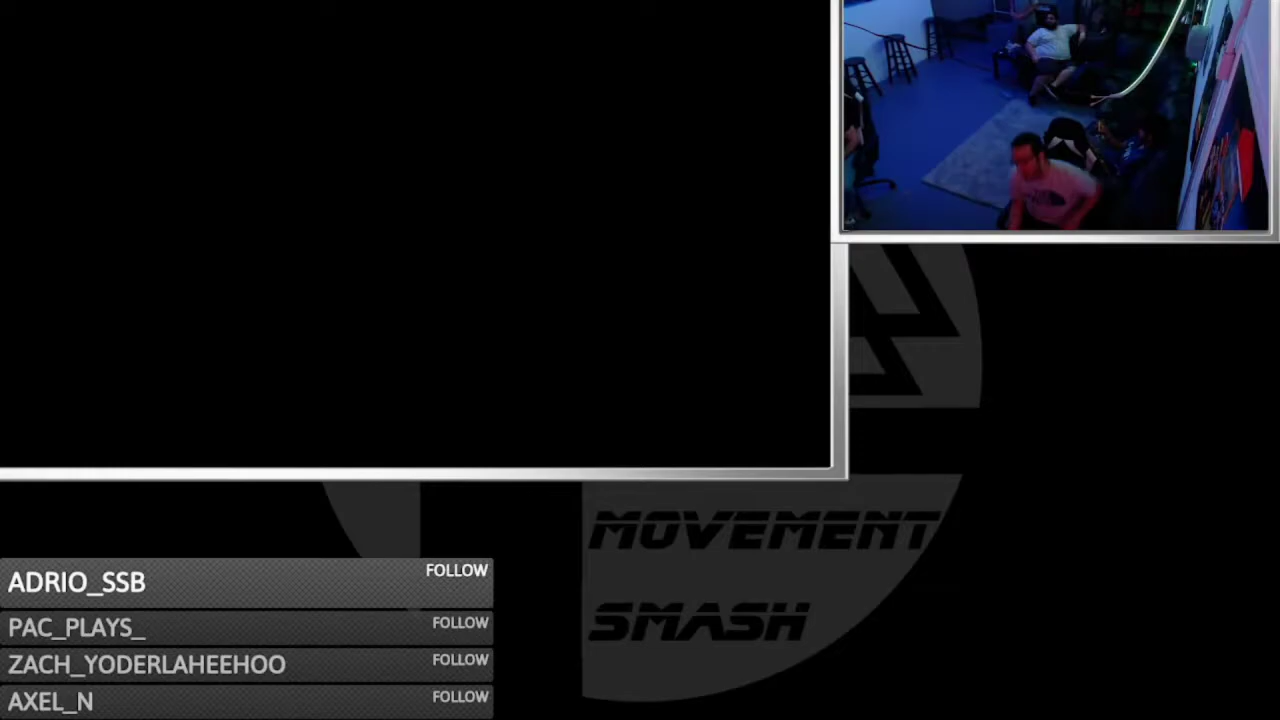 MOVEMENT
SMASH
ADRIO_SSB FOLLOW
PAC_PLAYS_ FOLLOW
ZACH_YODERLAHEEHOO FOLLOW
AXEL_N FOLLOW